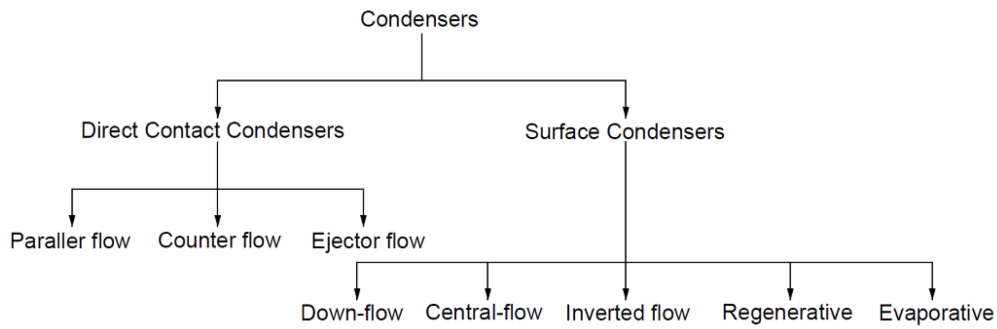 Condensers
Direct Contact Condensers
Surface Condensers
Paraller flow
Counter flow
Ejector flow
Down-flow
Central-flow
Inverted flow
Regenerative
Evaporative